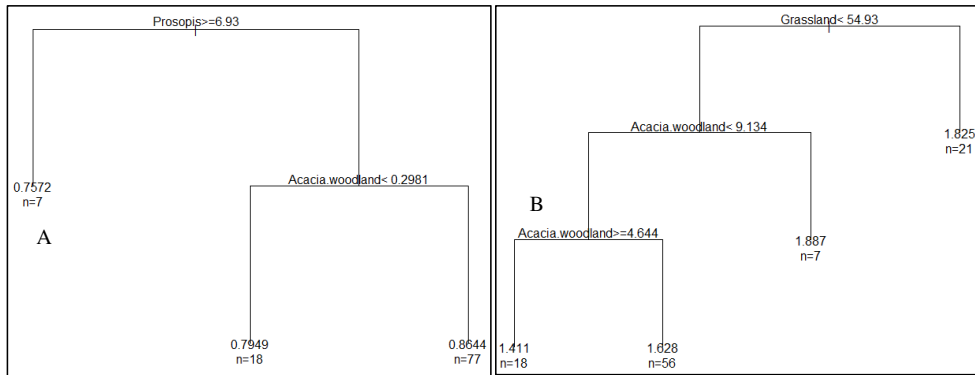 Prosopis>=6.93
Acacia.woodland< 0.2981
0.7572
n=7
A
0.7949
n=18
0.8644
n=77
Grassland< 54.93
Acacia.woodland< 9.134
1.825
n=21
B
Acacia.woodland>=4.644
1.887
n=7
1.411
n=18
1.628
n=56